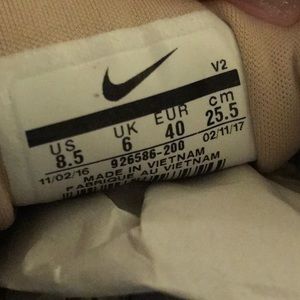 V2
US UK EUR cm
8.5 6 40 25.5
11/02/16 926586-200 02/11/17
MADE IN VIETNAM
FABRIQUE AU VIETNAM